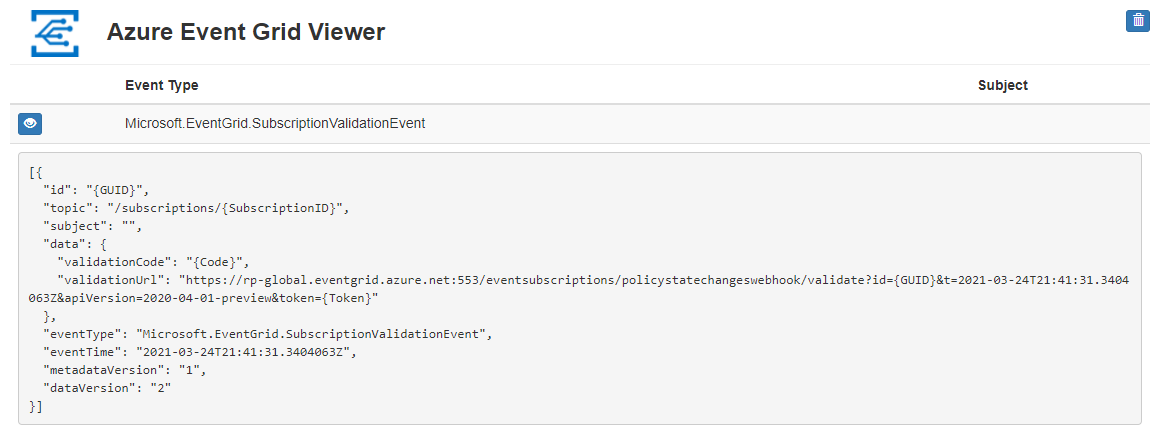 Azure Event Grid Viewer
Event Type Subject
Microsoft.EventGrid.SubscriptionValidationEvent
[{
  "id": "{GUID}",
  "topic": "/subscriptions/{SubscriptionID}",
  "subject": "",
  "data": {
    "validationCode": "{Code}",
    "validationUrl": "https://rp-global.eventgrid.azure.net:553/eventsubscriptions/policystatechangeswebhook/validate?id={GUID}&t=2021-03-24T21:41:31.3404
063Z&apiVersion=2020-04-01-preview&token={Token}"
  },
  "eventType": "Microsoft.EventGrid.SubscriptionValidationEvent",
  "eventTime": "2021-03-24T21:41:31.3404063Z",
  "metadataVersion": "1",
  "dataVersion": "2"
}]